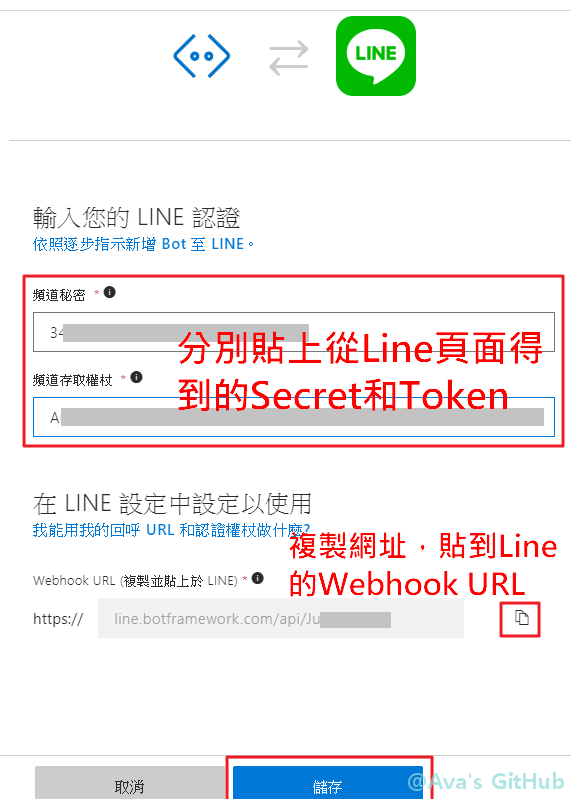 LINE
輸入您的 LINE 認證
依照逐步指示新增 Bot 至 LINE。
頻道秘密 *
34
分別貼上從Line頁面得
到的Secret和Token
頻道存取權杖 *
A
在 LINE 設定中設定以使用
我能用我的回呼 URL 和認證權杖做什麼?
複製網址，貼到Line
的Webhook URL
Webhook URL (複製並貼上於 LINE) *
https://
line.botframework.com/api/Ju
取消
儲存
@Ava's GitHub